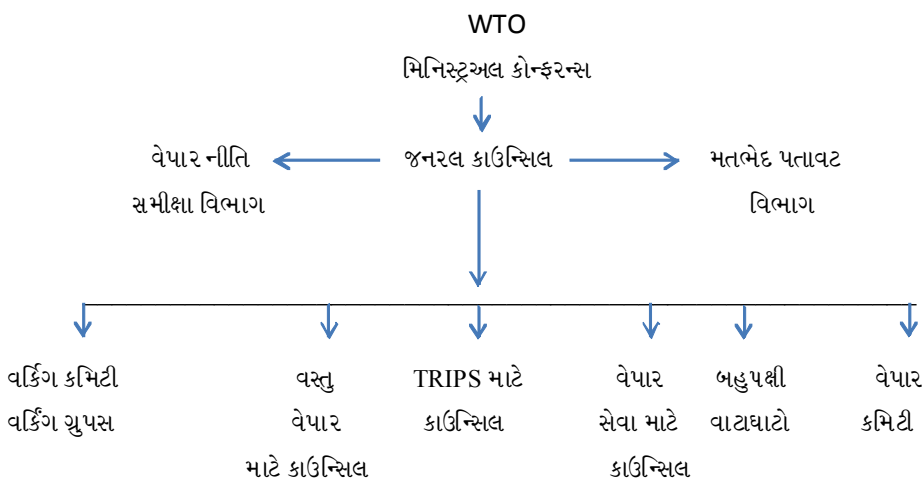 WTO
મિનિસ્ટ્રઅલ કોન્ફરન્સ
વેપાર નીતિ
સમીક્ષા વિભાગ
જનરલ કાઉન્સિલ
મતભેદ પતાવટ
વિભાગ
વર્કિગ કમિટી
વર્કિંગ ગ્રુપસ
વસ્તુ
વેપાર
માટે કાઉન્સિલ
TRIPS માટે
કાઉન્સિલ
વેપાર
સેવા માટે
કાઉન્સિલ
બહુપક્ષી
વાટાઘાટો
વેપાર
કમિટી